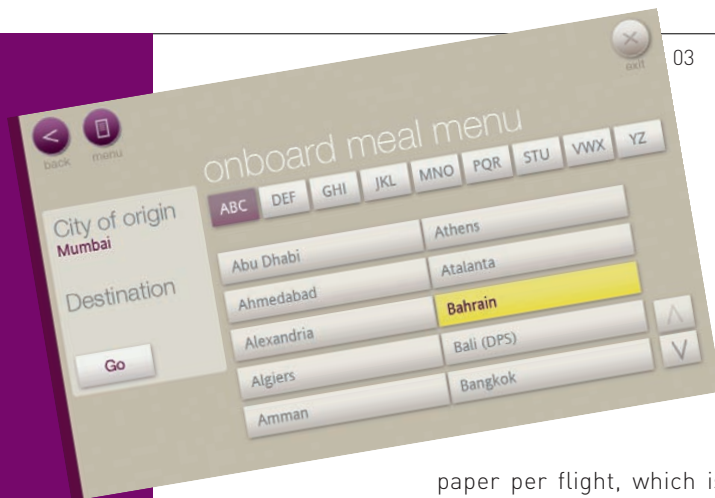 03
exit
back
menu
onboard meal menu
ABC DEF GHI JKL MNO PQR STU VWX YZ
City of origin
Mumbai
Destination
Go
Abu Dhabi
Ahmedabad
Alexandria
Algiers
Amman
Athens
Atalanta
Bahrain
Bali (DPS)
Bangkok
paper per flight, which is